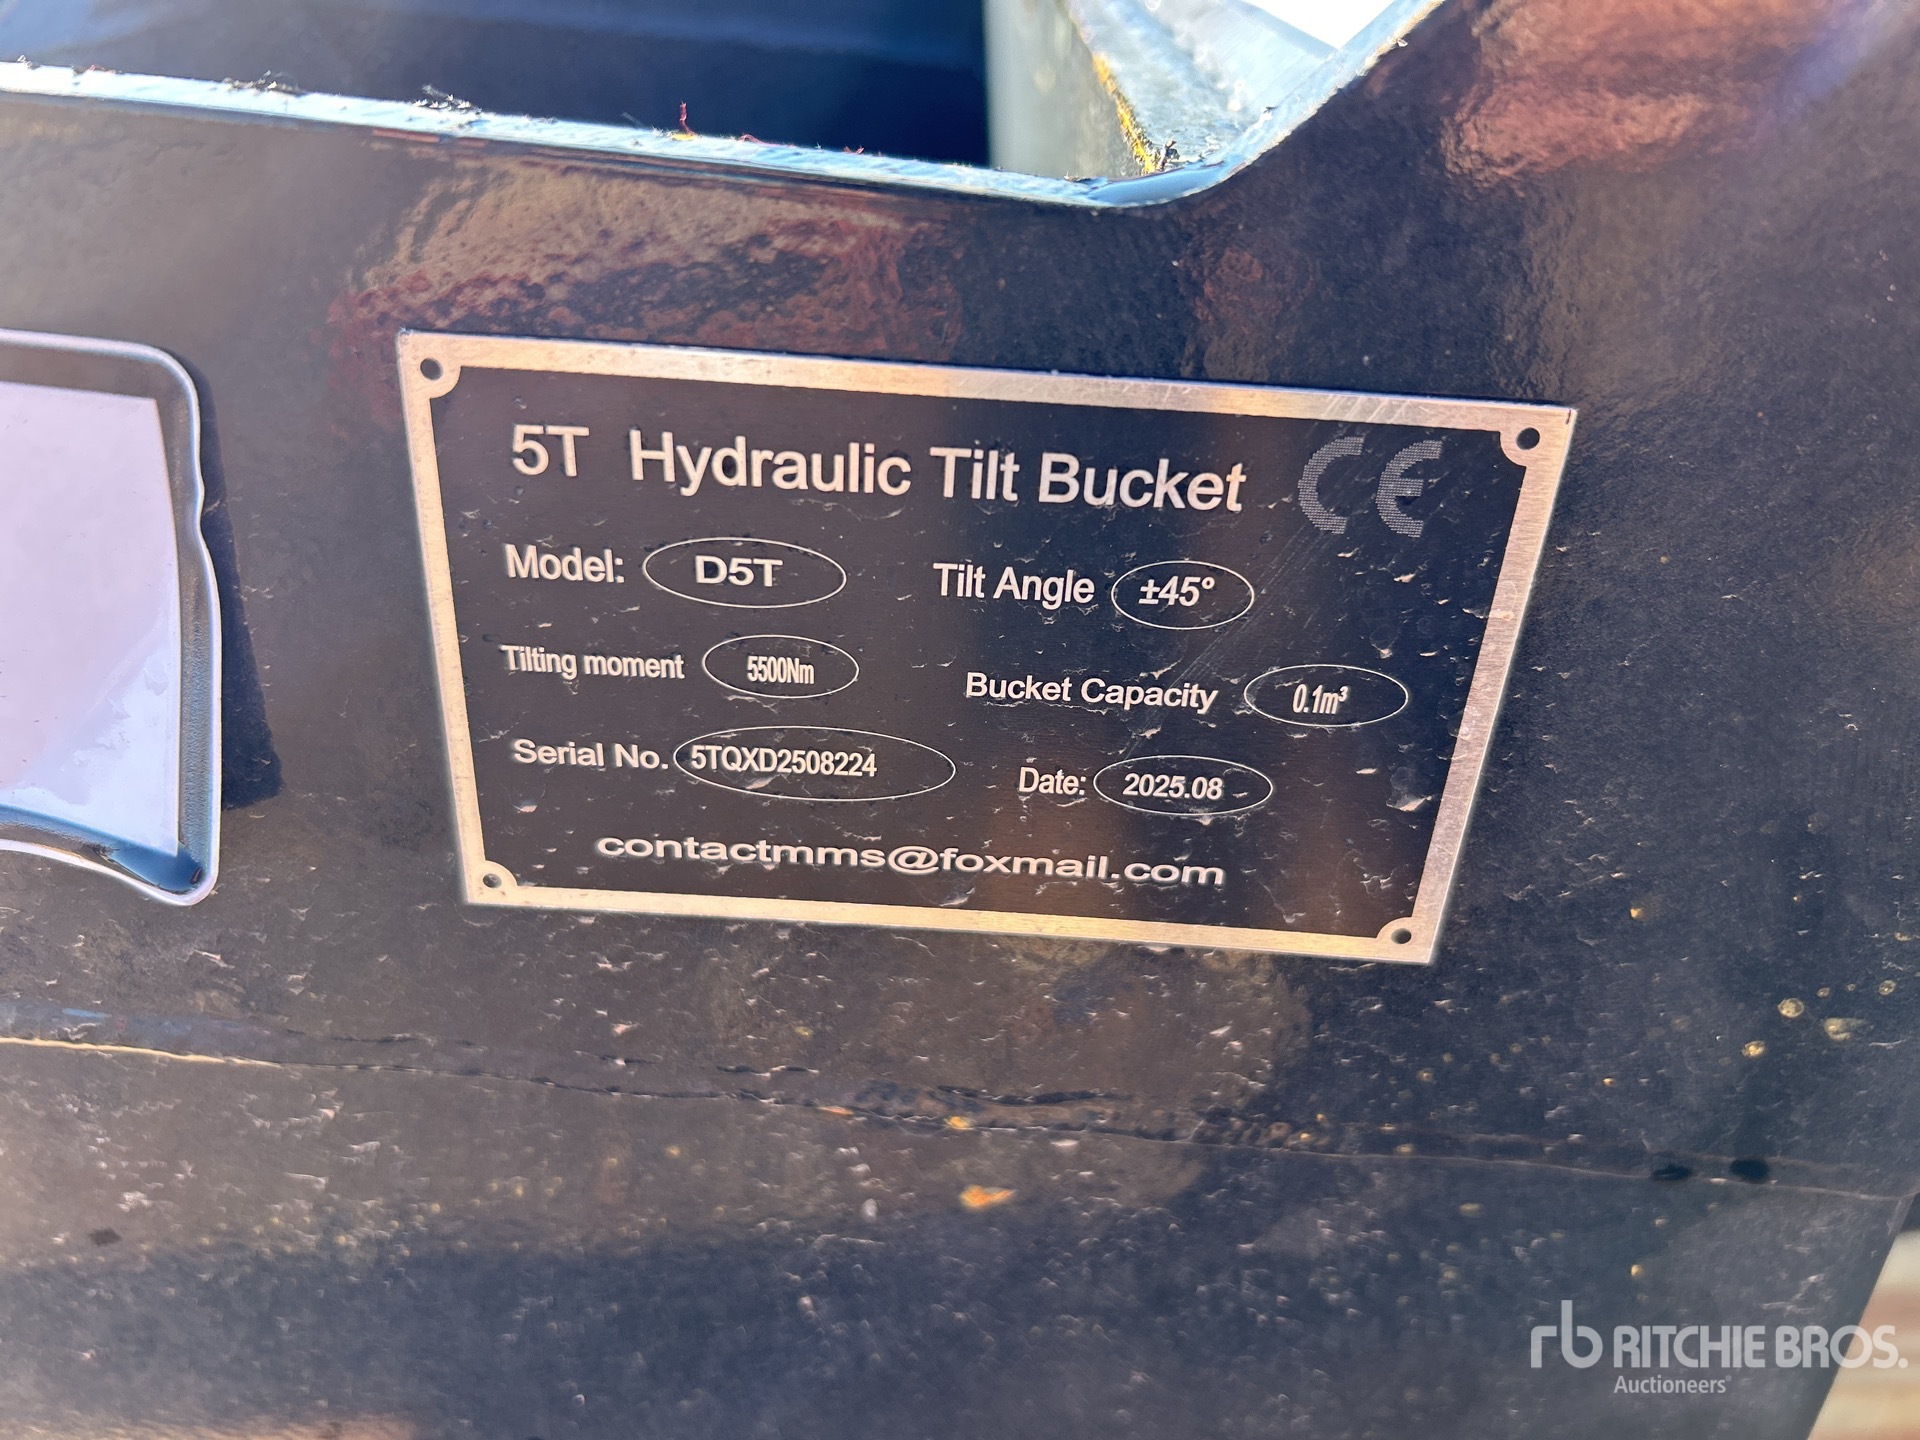 5T Hydraulic Tilt Bucket CE
Model: D5T Tilt Angle ±45°
Tilting moment 5500Nm Bucket Capacity 0.1m³
Serial No. 5TQXD2508224 Date: 2025.08
contactmms@foxmail.com
rb RITCHIE BROS.
Auctioneers